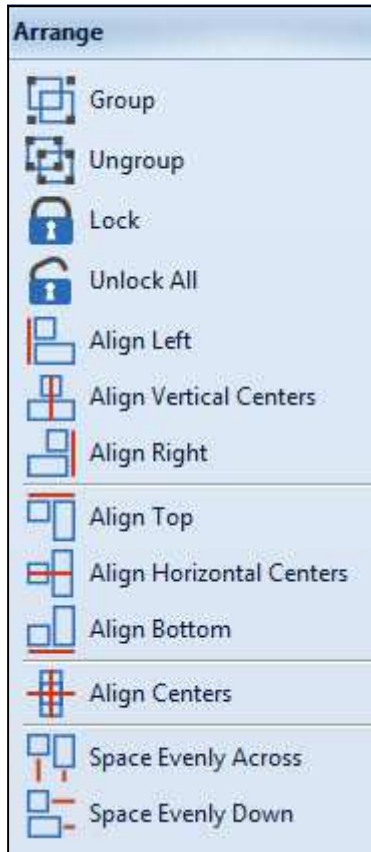 Arrange
Group
Ungroup
Lock
Unlock All
Align Left
Align Vertical Centers
Align Right
Align Top
Align Horizontal Centers
Align Bottom
Align Centers
Space Evenly Across
Space Evenly Down